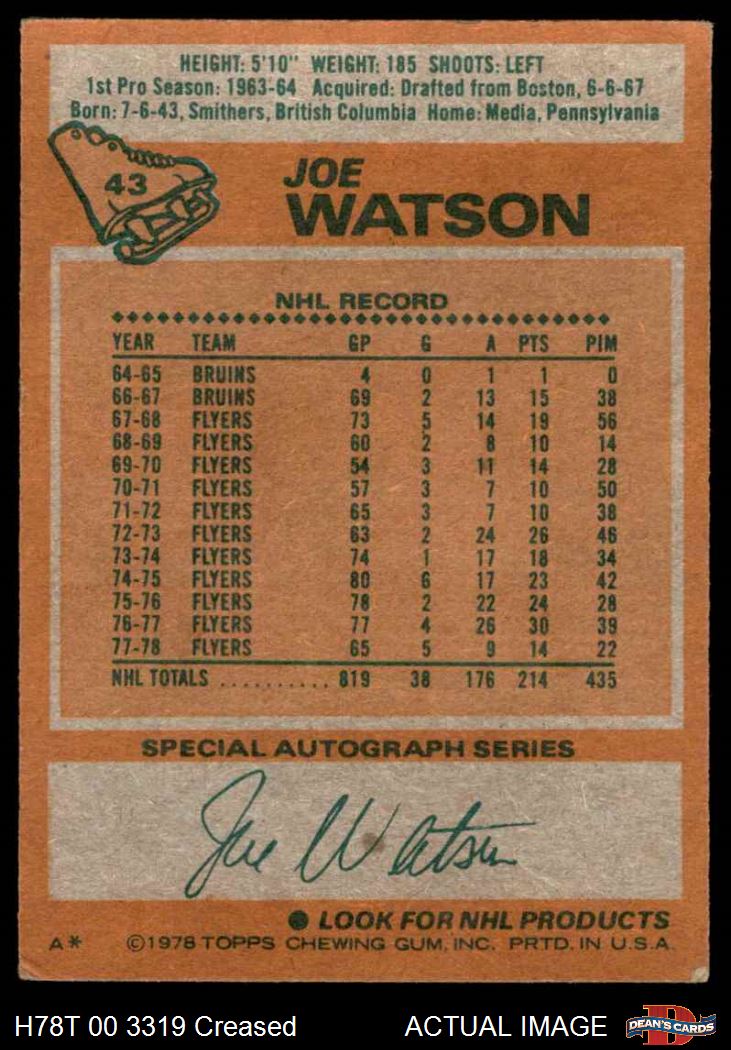 HEIGHT: 5'10" WEIGHT: 185 SHOOTS: LEFT
1st Pro Season: 1963-64 Acquired: Drafted from Boston, 6-6-67
Born: 7-6-43, Smithers, British Columbia Home: Media, Pennsylvania
43
JOE
WATSON
NHL RECORD
YEAR TEAM GP G A PTS PIM
64-65 BRUINS 4 0 1 1 0
66-67 BRUINS 69 2 13 15 38
67-68 FLYERS 73 5 14 19 56
68-69 FLYERS 60 2 8 10 14
69-70 FLYERS 54 3 11 14 28
70-71 FLYERS 57 3 7 10 50
71-72 FLYERS 65 3 7 10 38
72-73 FLYERS 63 2 24 26 46
73-74 FLYERS 74 1 17 18 34
74-75 FLYERS 80 6 17 23 42
75-76 FLYERS 78 2 22 24 28
76-77 FLYERS 77 4 26 30 39
77-78 FLYERS 65 5 9 14 22
NHL TOTALS .......... 819 38 176 214 435
SPECIAL AUTOGRAPH SERIES
Joe Watson
● LOOK FOR NHL PRODUCTS
A* ©1978 TOPPS CHEWING GUM, INC. PRTD. IN U.S.A.
H78T 00 3319 Creased ACTUAL IMAGE D DEAN'S CARDS